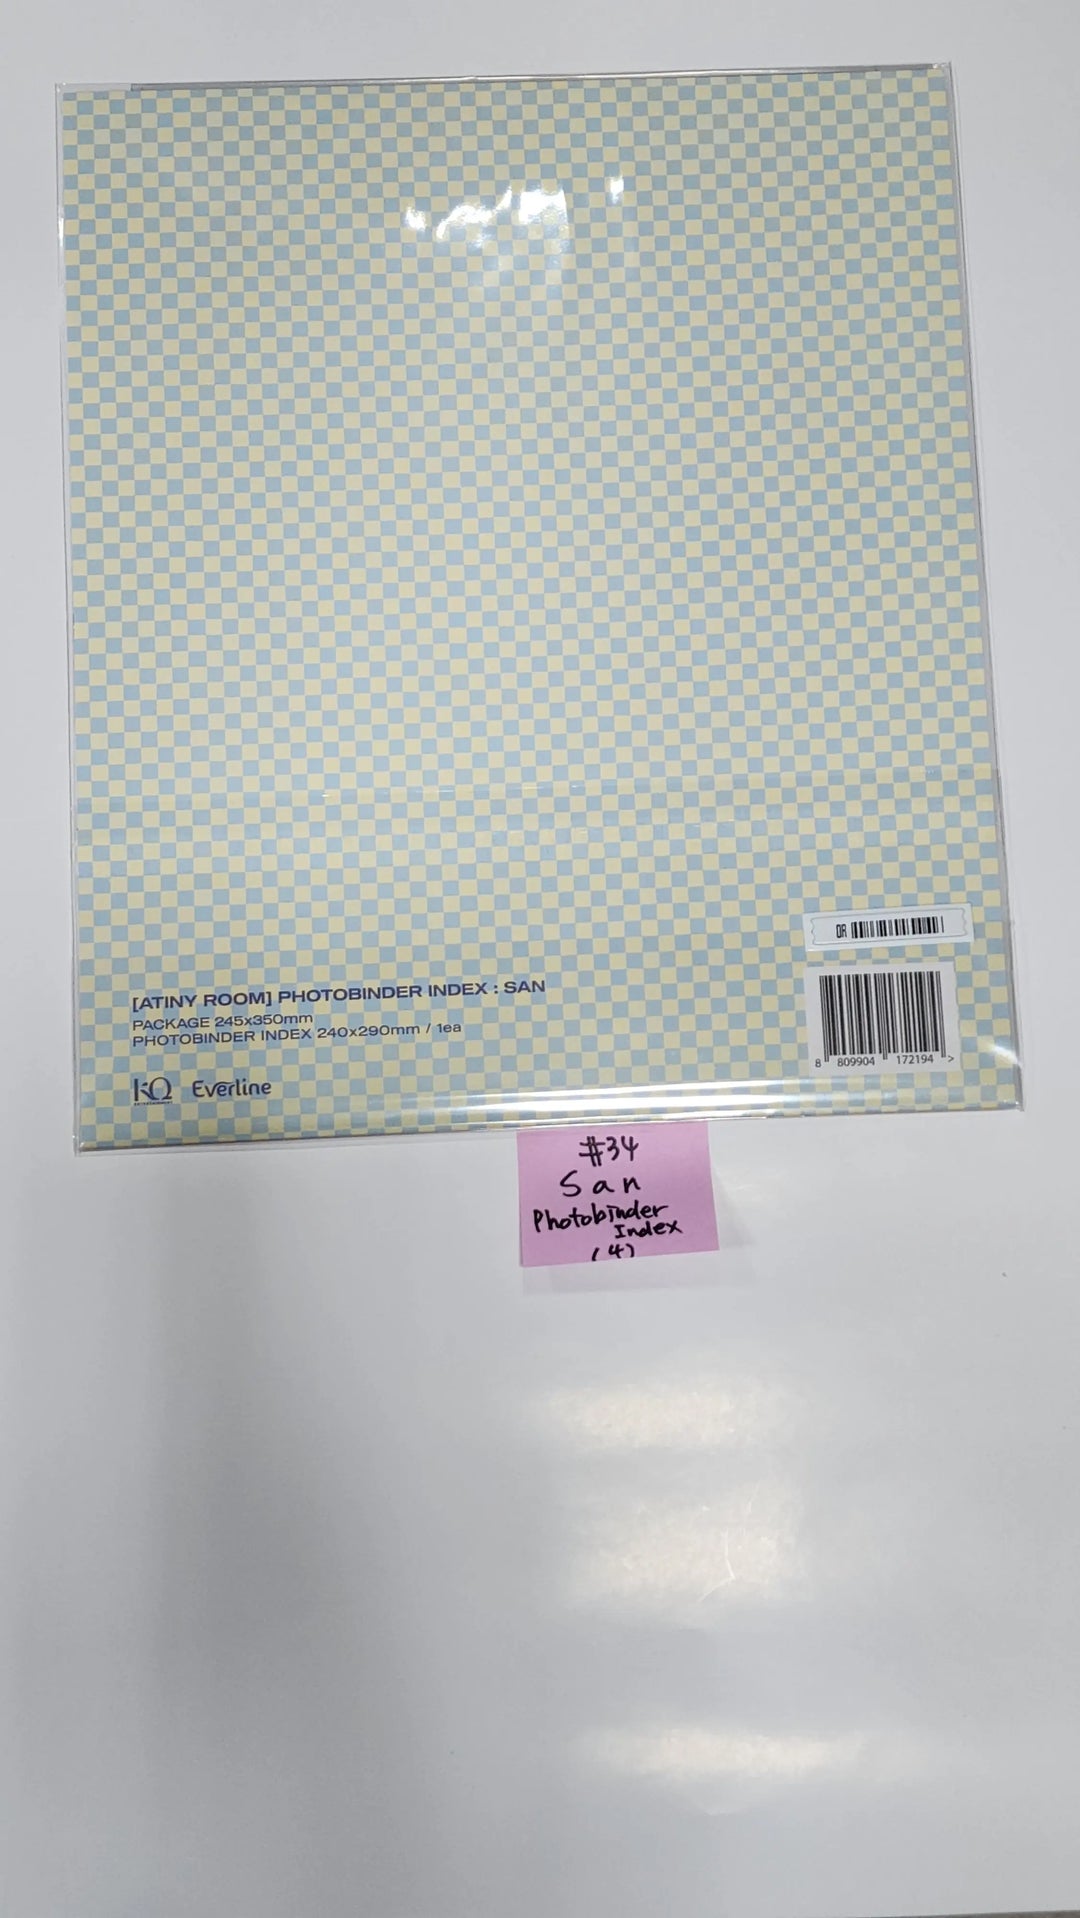 QR
[ATINY ROOM] PHOTOBINDER INDEX : SAN
PACKAGE 245x350mm
PHOTOBINDER INDEX 240x290mm / 1ea
8 809904 172194 >
KQ Everline
#34
San
Photobinder
Index
(4)